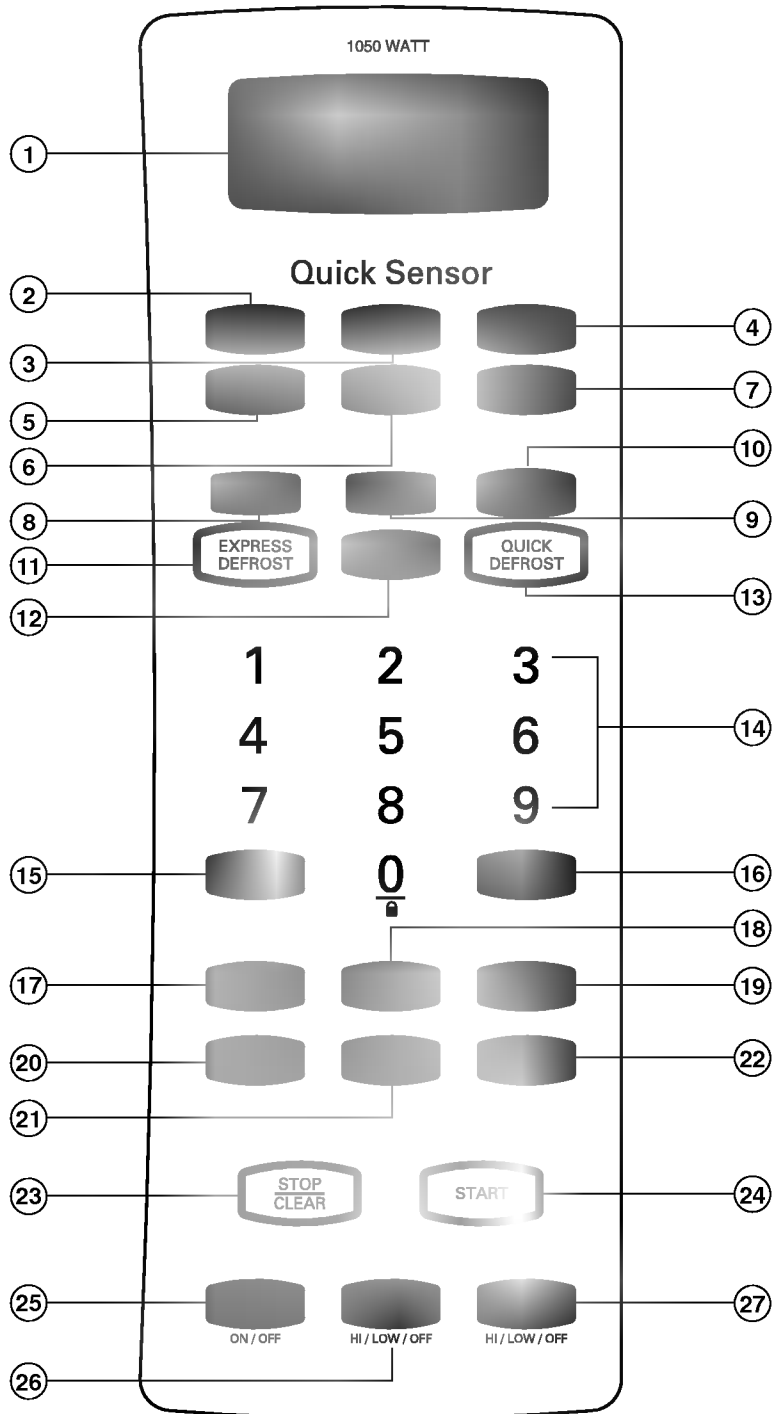 1050 WATT
1
Quick Sensor
2
3
4
5
6
7
8
9
10
EXPRESS
DEFROST
QUICK
DEFROST
11
12
13
1 2 3
4 5 6
7 8 9
14
0
15
16
17
18
19
20
21
22
STOP
CLEAR
START
23
24
25
ON / OFF
HI / LOW / OFF
HI / LOW / OFF
26
27